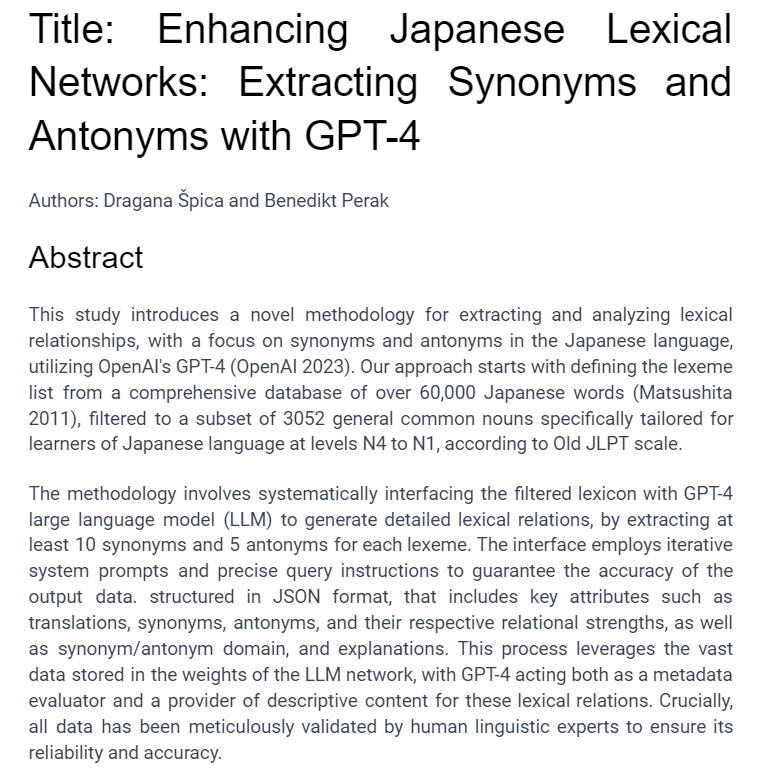 Title: Enhancing Japanese Lexical
Networks: Extracting Synonyms and
Antonyms with GPT-4
Authors: Dragana Špica and Benedikt Perak
Abstract
This study introduces a novel methodology for extracting and analyzing lexical
relationships, with a focus on synonyms and antonyms in the Japanese language,
utilizing OpenAI's GPT-4 (OpenAI 2023). Our approach starts with defining the lexeme
list from a comprehensive database of over 60,000 Japanese words (Matsushita
2011), filtered to a subset of 3052 general common nouns specifically tailored for
learners of Japanese language at levels N4 to N1, according to Old JLPT scale.
The methodology involves systematically interfacing the filtered lexicon with GPT-4
large language model (LLM) to generate detailed lexical relations, by extracting at
least 10 synonyms and 5 antonyms for each lexeme. The interface employs iterative
system prompts and precise query instructions to guarantee the accuracy of the
output data. structured in JSON format, that includes key attributes such as
translations, synonyms, antonyms, and their respective relational strengths, as well
as synonym/antonym domain, and explanations. This process leverages the vast
data stored in the weights of the LLM network, with GPT-4 acting both as a metadata
evaluator and a provider of descriptive content for these lexical relations. Crucially,
all data has been meticulously validated by human linguistic experts to ensure its
reliability and accuracy.